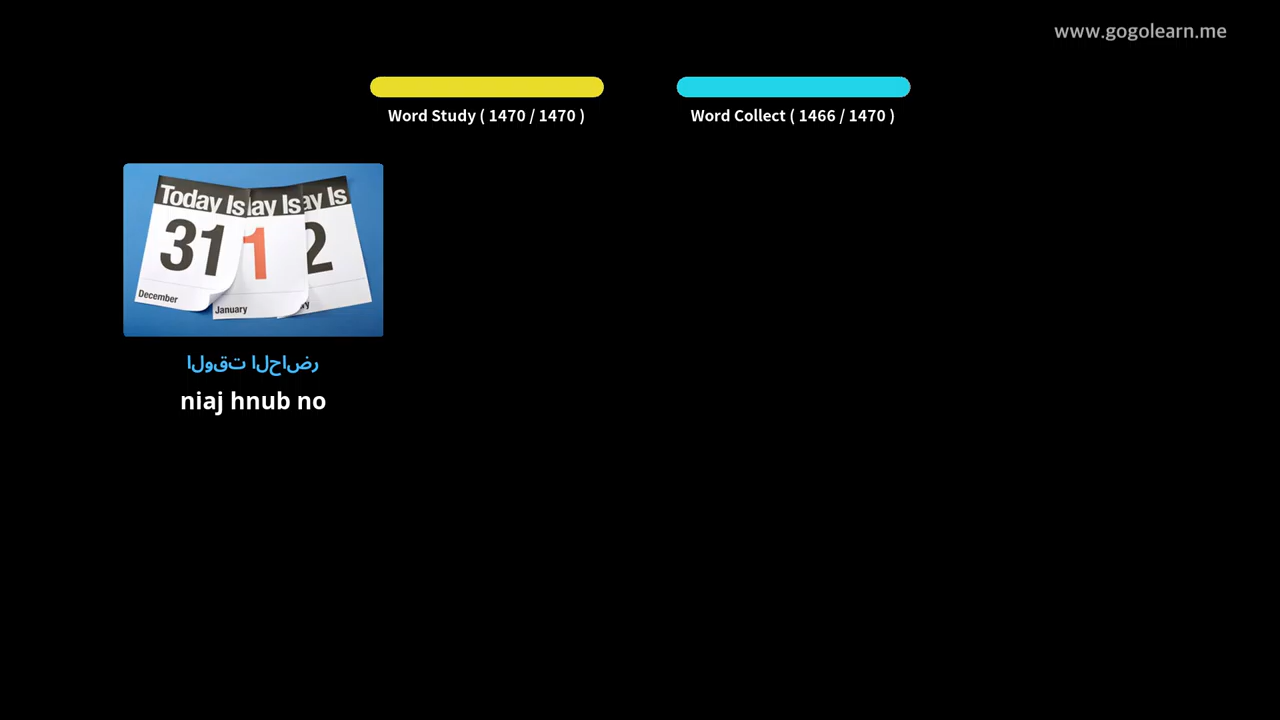 www.gogolearn.me
Word Study ( 1470 / 1470 )
Word Collect ( 1466 / 1470 )
Today Is
31
December
lay Is
1
January
ay Is
2
الوقت الحاضر
niaj hnub no